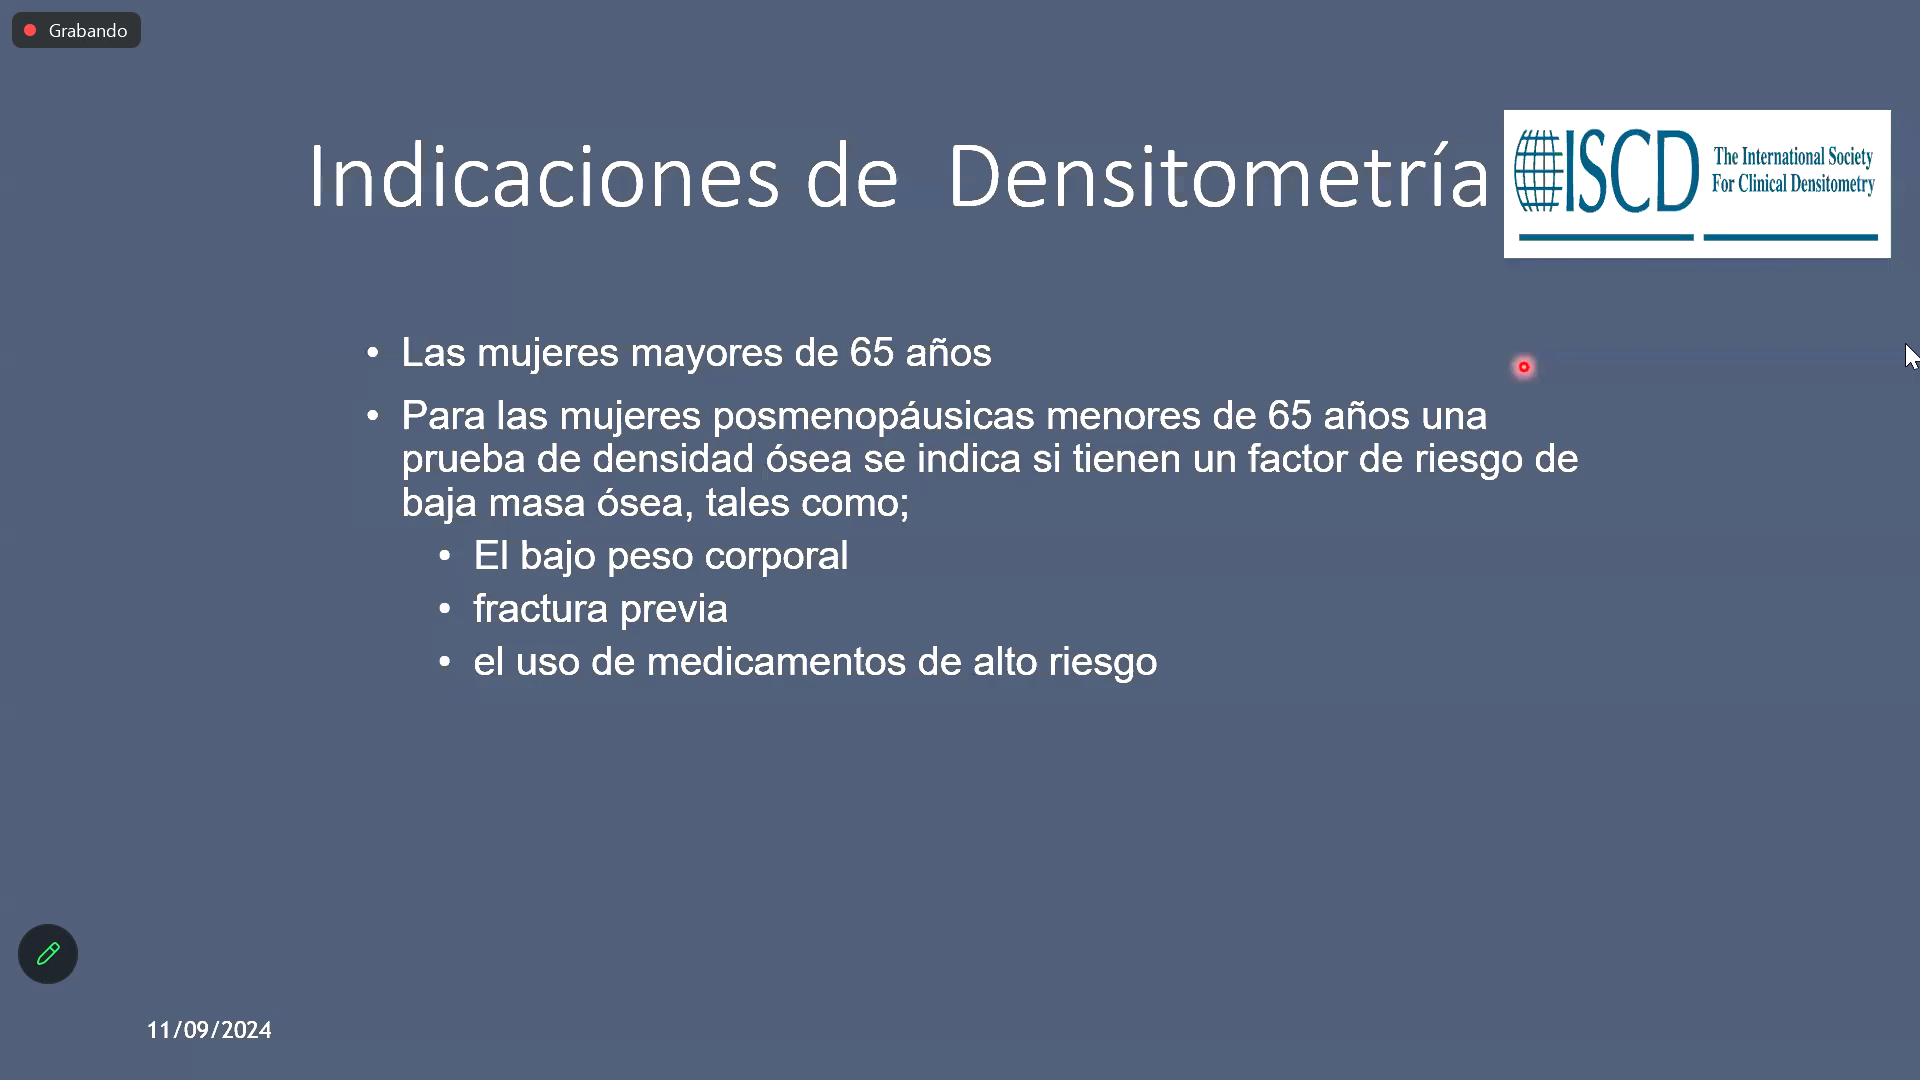 Grabando
Indicaciones de Densitometría
ISCD
The International Society
For Clinical Densitometry
• Las mujeres mayores de 65 años
• Para las mujeres posmenopáusicas menores de 65 años una
prueba de densidad ósea se indica si tienen un factor de riesgo de
baja masa ósea, tales como;
• El bajo peso corporal
• fractura previa
• el uso de medicamentos de alto riesgo
11/09/2024